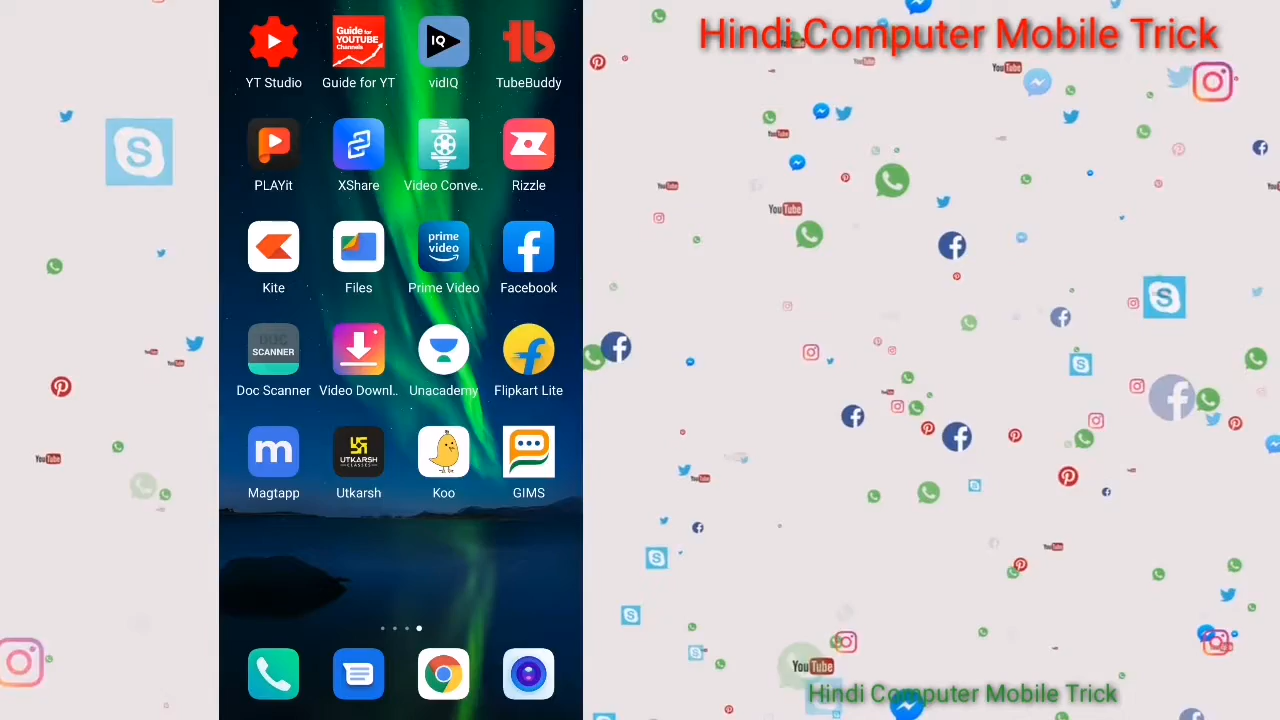 Hindi Computer Mobile Trick
Guide for
YOUTUBE
Channels
IQ
YT Studio
Guide for YT
vidIQ
TubeBuddy
PLAYit
XShare
Video Conve..
Rizzle
prime
video
Kite
Files
Prime Video
Facebook
DOC
SCANNER
Doc Scanner
Video Downl..
Unacademy
Flipkart Lite
m
UTKARSH
CLASSES
Magtapp
Utkarsh
Koo
GIMS
YouTube
YouTube
YouTube
Hindi Computer Mobile Trick